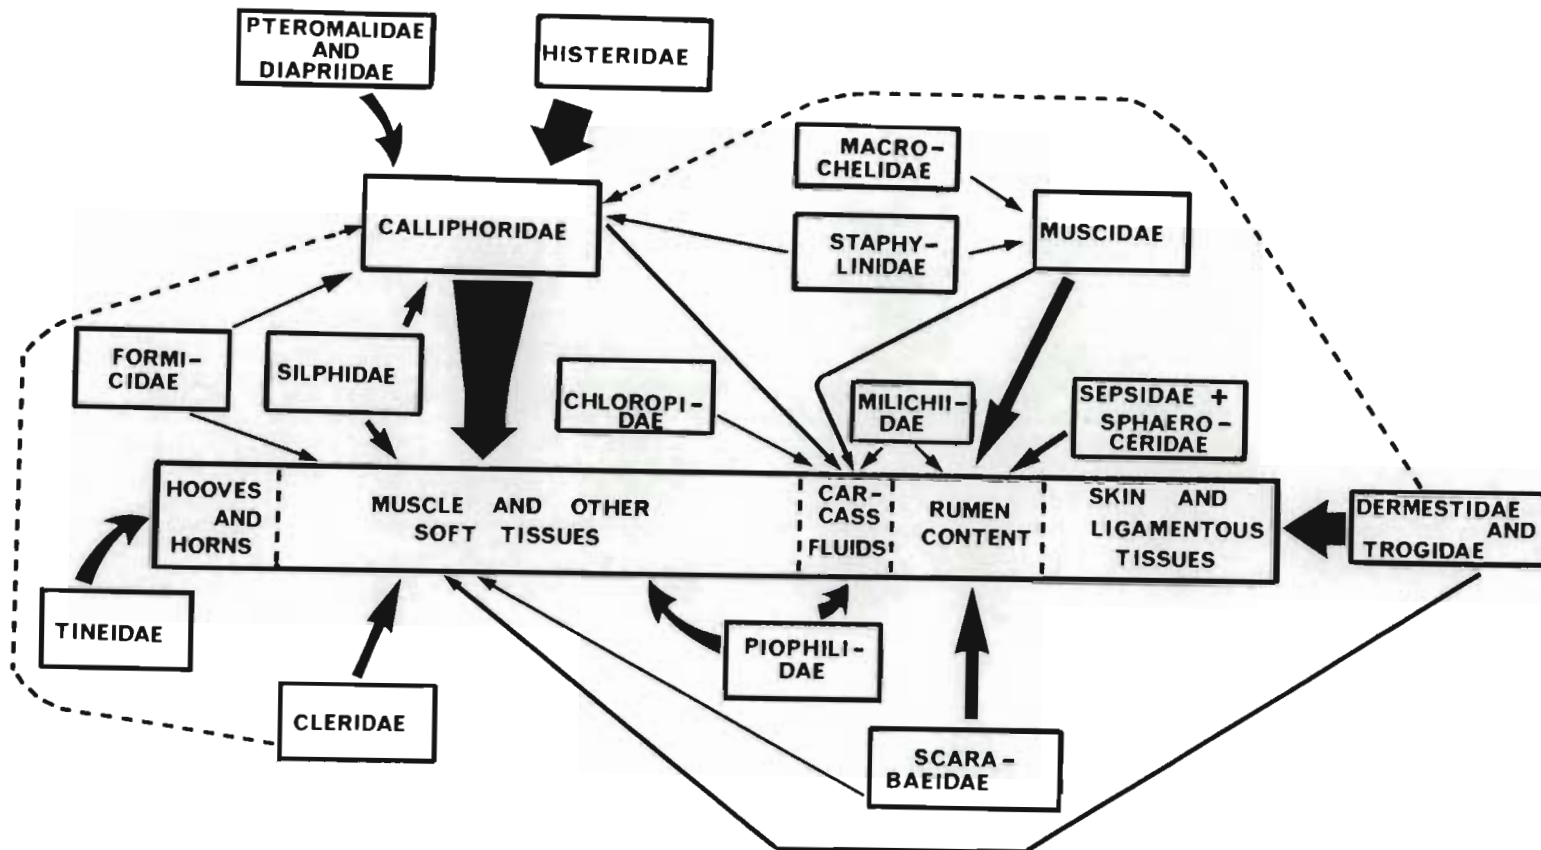 PTEROMALIDAE
AND
DIAPRIIDAE
HISTERIDAE
MACRO-
CHELIDAE
CALLIPHORIDAE
STAPHY-
LINIDAE
MUSCIDAE
FORMI-
CIDAE
SILPHIDAE
CHLOROPI-
DAE
MILICHII-
DAE
SEPSIDAE +
SPHAERO-
CERIDAE
HOOVES
AND
HORNS
MUSCLE AND OTHER
SOFT TISSUES
CAR-
CASS
FLUIDS
RUMEN
CONTENT
SKIN AND
LIGAMENTOUS
TISSUES
DERMESTIDAE
AND
TROGIDAE
TINEIDAE
PIOPHILI-
DAE
CLERIDAE
SCARA-
BAEIDAE